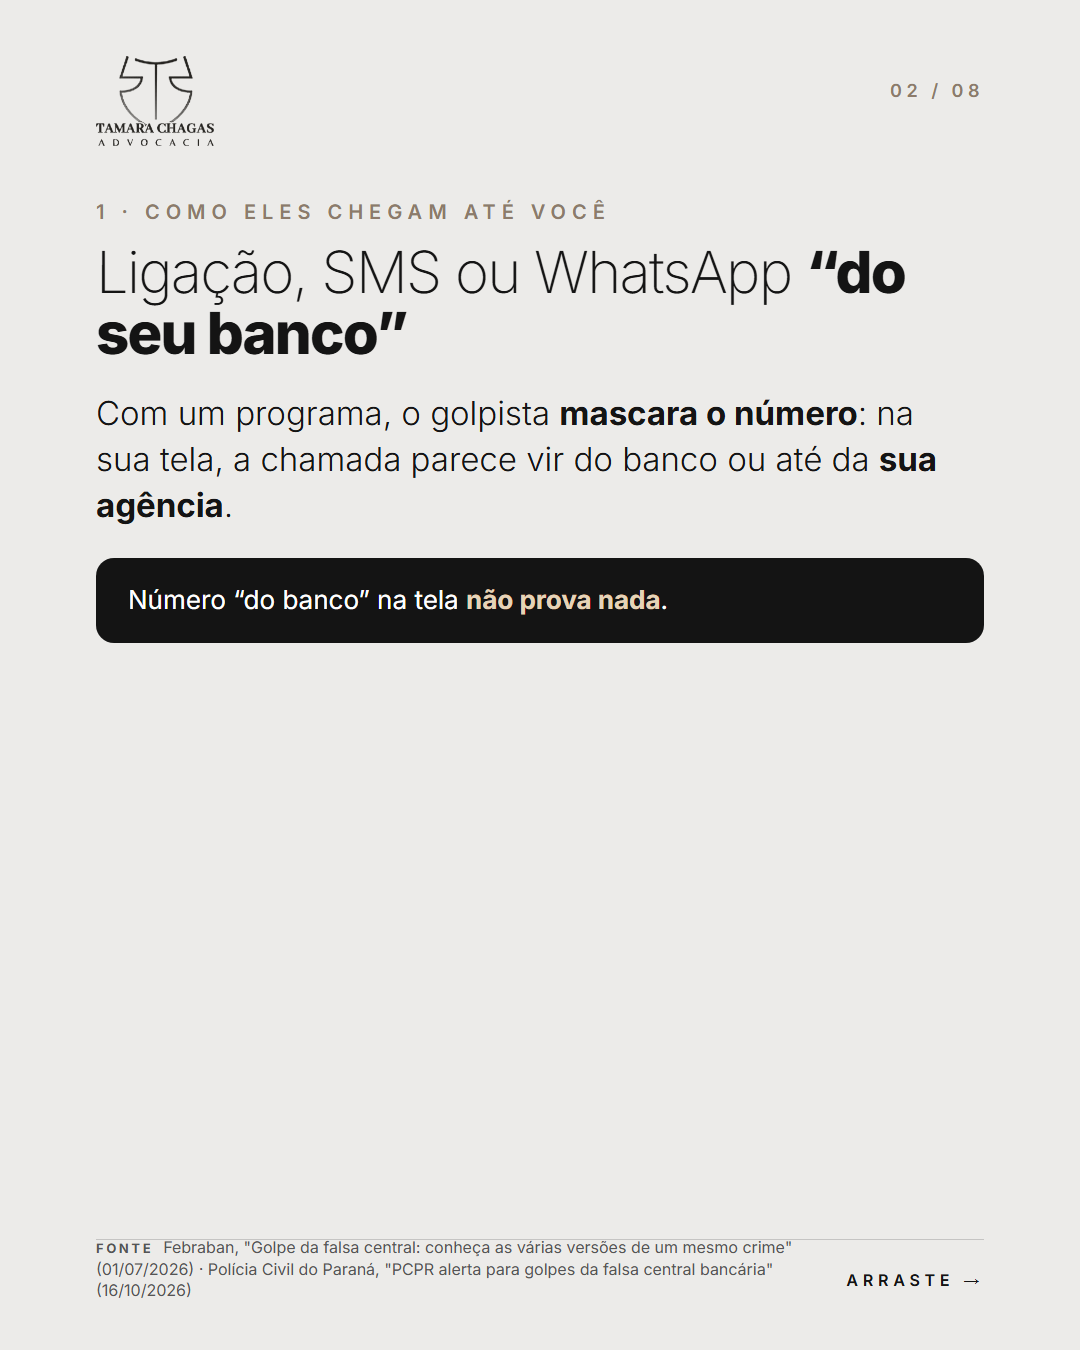 TAMARA CHAGAS
ADVOCACIA
02 / 08
1 · COMO ELES CHEGAM ATÉ VOCÊ
Ligação, SMS ou WhatsApp “do
seu banco”
Com um programa, o golpista mascara o número: na
sua tela, a chamada parece vir do banco ou até da sua
agência.
Número “do banco” na tela não prova nada.
FONTE Febraban, "Golpe da falsa central: conheça as várias versões de um mesmo crime"
(01/07/2026) · Polícia Civil do Paraná, "PCPR alerta para golpes da falsa central bancária"
(16/10/2026)
ARRASTE →